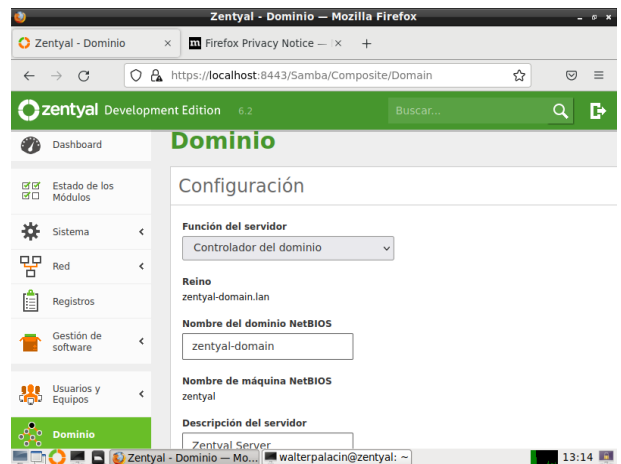 Zentyal - Dominio — Mozilla Firefox
Zentyal - Dominio
m Firefox Privacy Notice —
https://localhost:8443/Samba/Composite/Domain
zentyal Development Edition 6.2
Buscar...
Dominio
Dashboard
Configuración
Estado de los
Módulos
Función del servidor
Sistema
Controlador del dominio
Red
Reino
zentyal-domain.lan
Registros
Nombre del dominio NetBIOS
Gestión de
software
zentyal-domain
Usuarios y
Equipos
Nombre de máquina NetBIOS
zentyal
Descripción del servidor
Dominio
Zentyal Server
Zentyal - Dominio — Mo...
walterpalacin@zentyal: ~
13:14